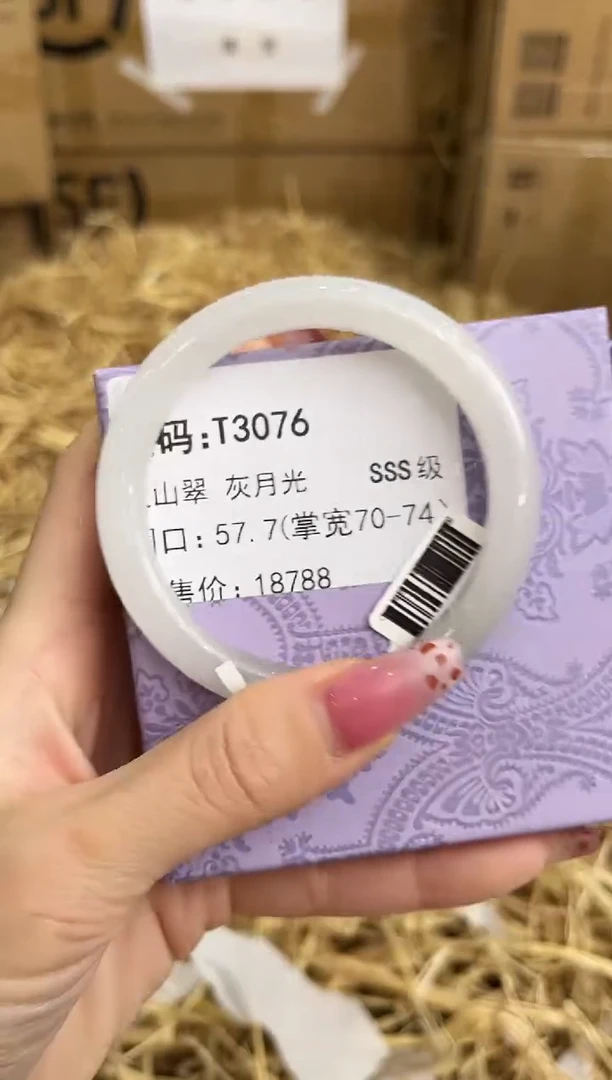 5F)
码:T3076
山翠 灰月光 SSS级
口: 57.7(掌宽70-74)
售价: 18788